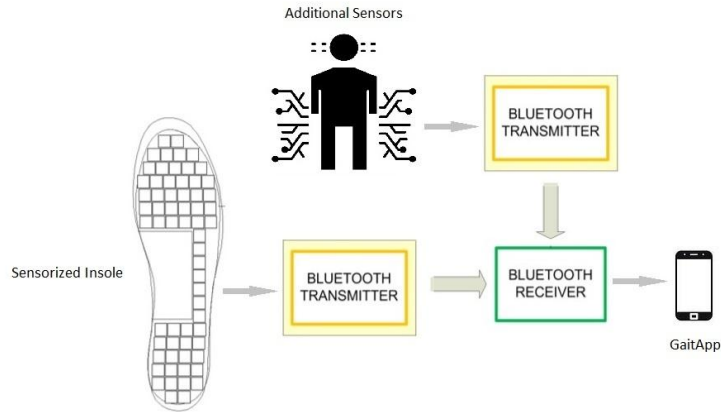 Additional Sensors
BLUETOOTH
TRANSMITTER
Sensorized Insole
BLUETOOTH
TRANSMITTER
BLUETOOTH
RECEIVER
GaitApp